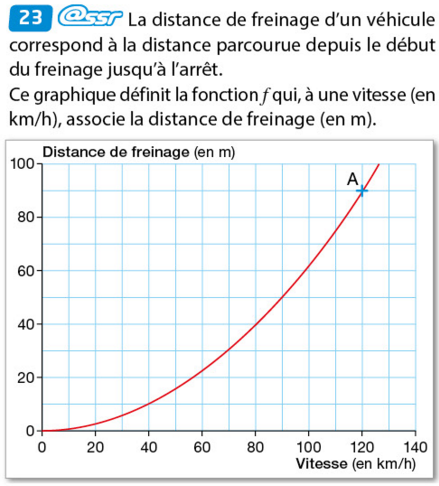 23 @ssr La distance de freinage d'un véhicule
correspond à la distance parcourue depuis le début
du freinage jusqu'à l'arrêt.
Ce graphique définit la fonction f qui, à une vitesse (en
km/h), associe la distance de freinage (en m).
Distance de freinage (en m)
100
A
80
60
40
20
0
0 20 40 60 80 100 120 140
Vitesse (en km/h)